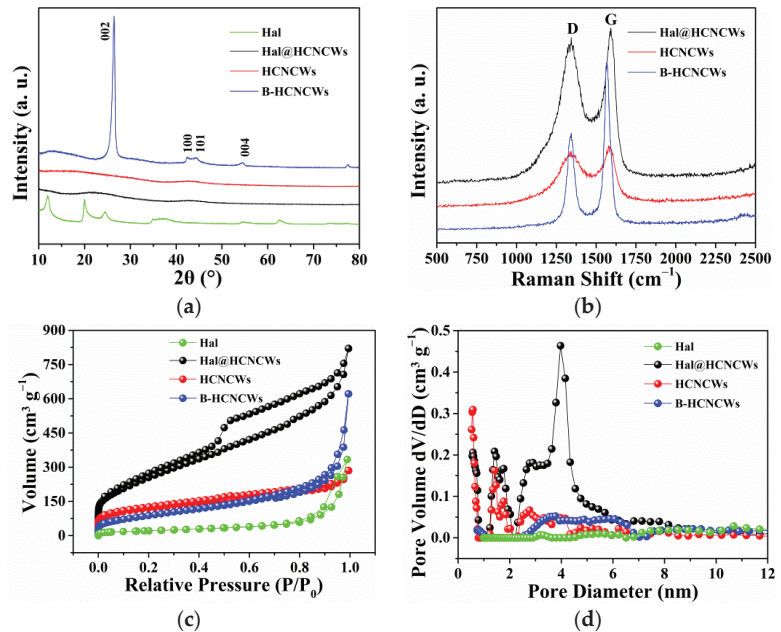 002
Hal
Hal@HCNCWs
HCNCWs
B-HCNCWs
100
101
004
Intensity (a. u.)
10 20 30 40 50 60 70 80
2θ (°)
(a)
D G
Hal@HCNCWs
HCNCWs
B-HCNCWs
Intensity (a. u.)
500 1000 1500 2000 2500
Raman Shift (cm⁻¹)
(b)
900
750
600
450
300
150
0
Hal
Hal@HCNCWs
HCNCWs
B-HCNCWs
Volume (cm³ g⁻¹)
0.0 0.2 0.4 0.6 0.8 1.0
Relative Pressure (P/P₀)
(c)
0.5
0.4
0.3
0.2
0.1
0.0
Hal
Hal@HCNCWs
HCNCWs
B-HCNCWs
Pore Volume dV/dD (cm³ g⁻¹)
0 2 4 6 8 10 12
Pore Diameter (nm)
(d)